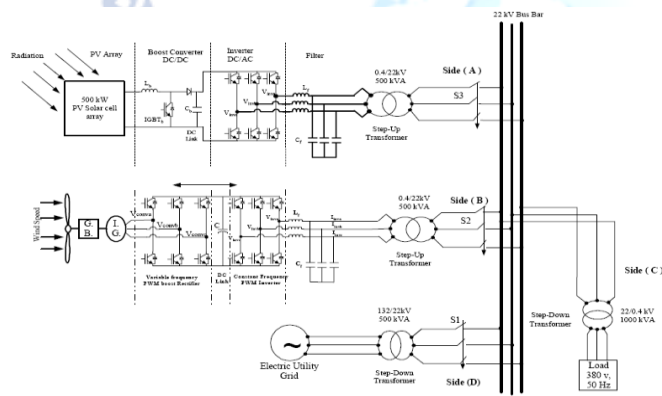 22 kV Bus Bar
Radiation
PV Array
Boost Converter
DC/DC
Inverter
DC/AC
Filter
500 kW
PV Solar cell
array
IGBT
DC
Link
0.4/22kV
500 kVA
Step-Up
Transformer
Side ( A )
S3
Wind Speed
G.
B.
I.
G.
Variable frequency
PWM boost Rectifier
DC
Link
Constant Frequency
PWM Inverter
0.4/22kV
500 kVA
Step-Up
Transformer
Side ( B )
S2
Electric Utility
Grid
132/22kV
500 kVA
Step-Down
Transformer
S1
Side (D)
Side ( C )
Step-Down
Transformer
22/0.4 kV
1000 kVA
Load
380 v,
50 Hz